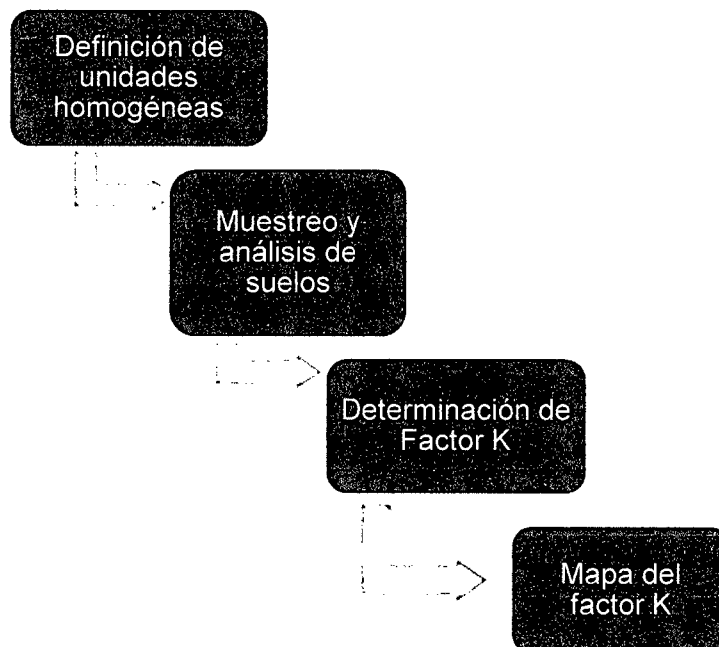 Definición de
unidades
homogéneas
Muestreo y
análisis de
suelos
Determinación de
Factor K
Mapa del
factor K